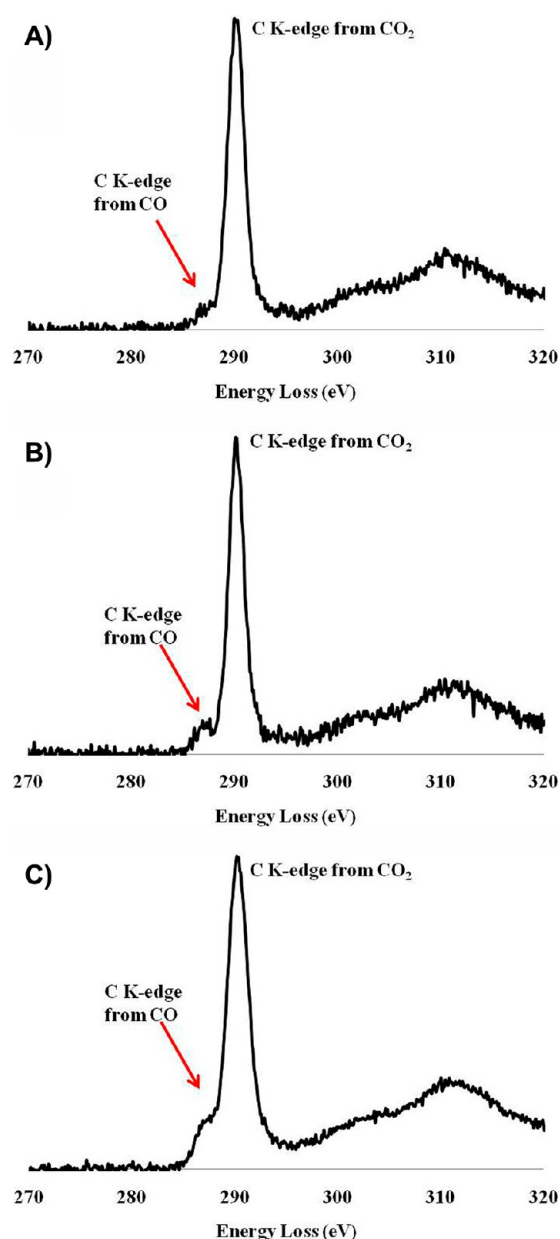 A)
C K-edge from CO₂
C K-edge
from CO
270 280 290 300 310 320
Energy Loss (eV)
B)
C K-edge from CO₂
C K-edge
from CO
270 280 290 300 310 320
Energy Loss (eV)
C)
C K-edge from CO₂
C K-edge
from CO
270 280 290 300 310 320
Energy Loss (eV)